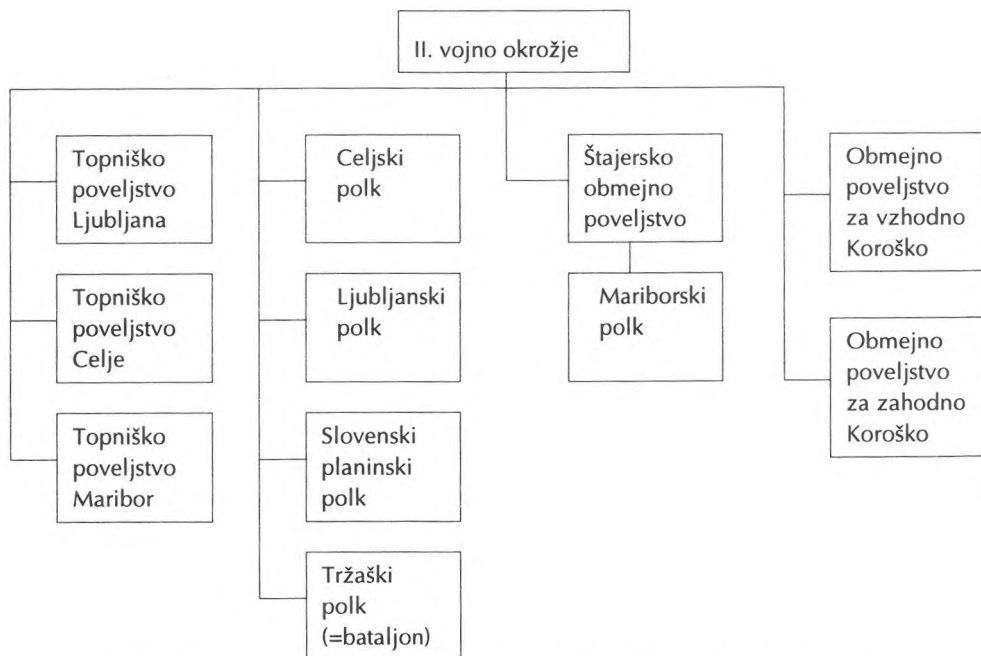 II. vojno okrožje
Topniško
poveljstvo
Ljubljana
Topniško
poveljstvo
Celje
Topniško
poveljstvo
Maribor
Celjski
polk
Ljubljanski
polk
Slovenski
planinski
polk
Tržaški
polk
(=bataljon)
Štajersko
obmejno
poveljstvo
Mariborski
polk
Obmejno
poveljstvo
za vzhodno
Koroško
Obmejno
poveljstvo
za zahodno
Koroško